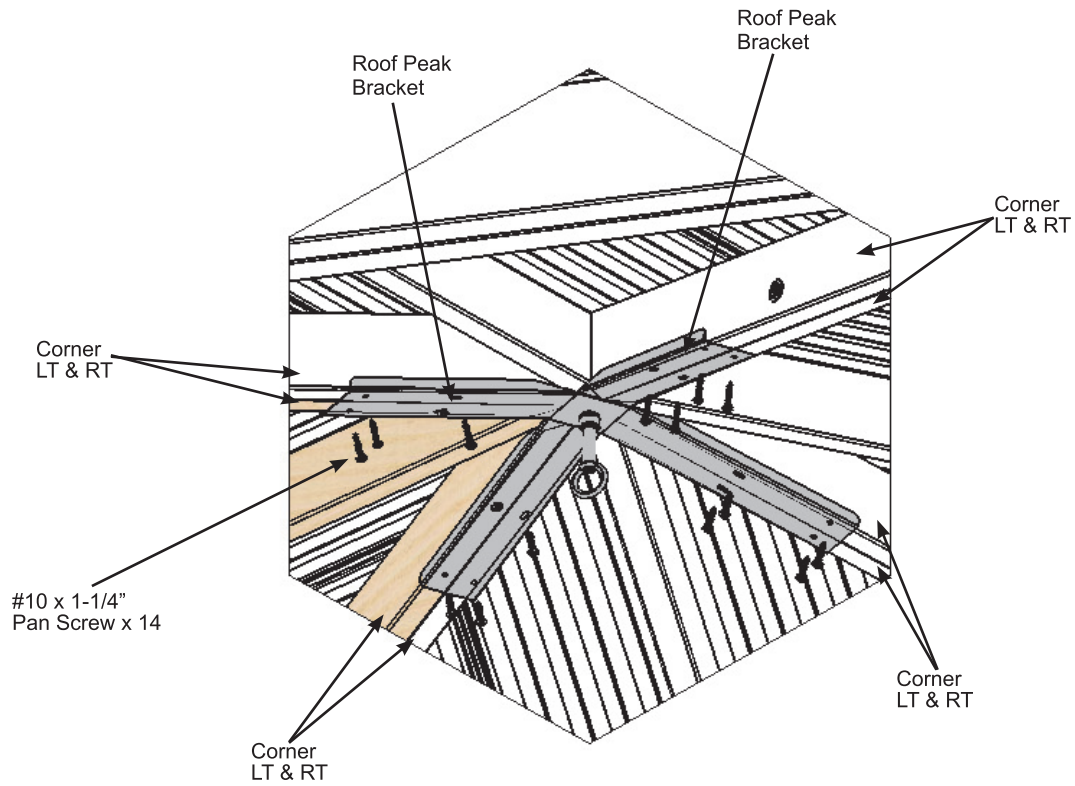 Roof Peak
Bracket
Roof Peak
Bracket
Corner
LT & RT
Corner
LT & RT
#10 x 1-1/4”
Pan Screw x 14
Corner
LT & RT
Corner
LT & RT